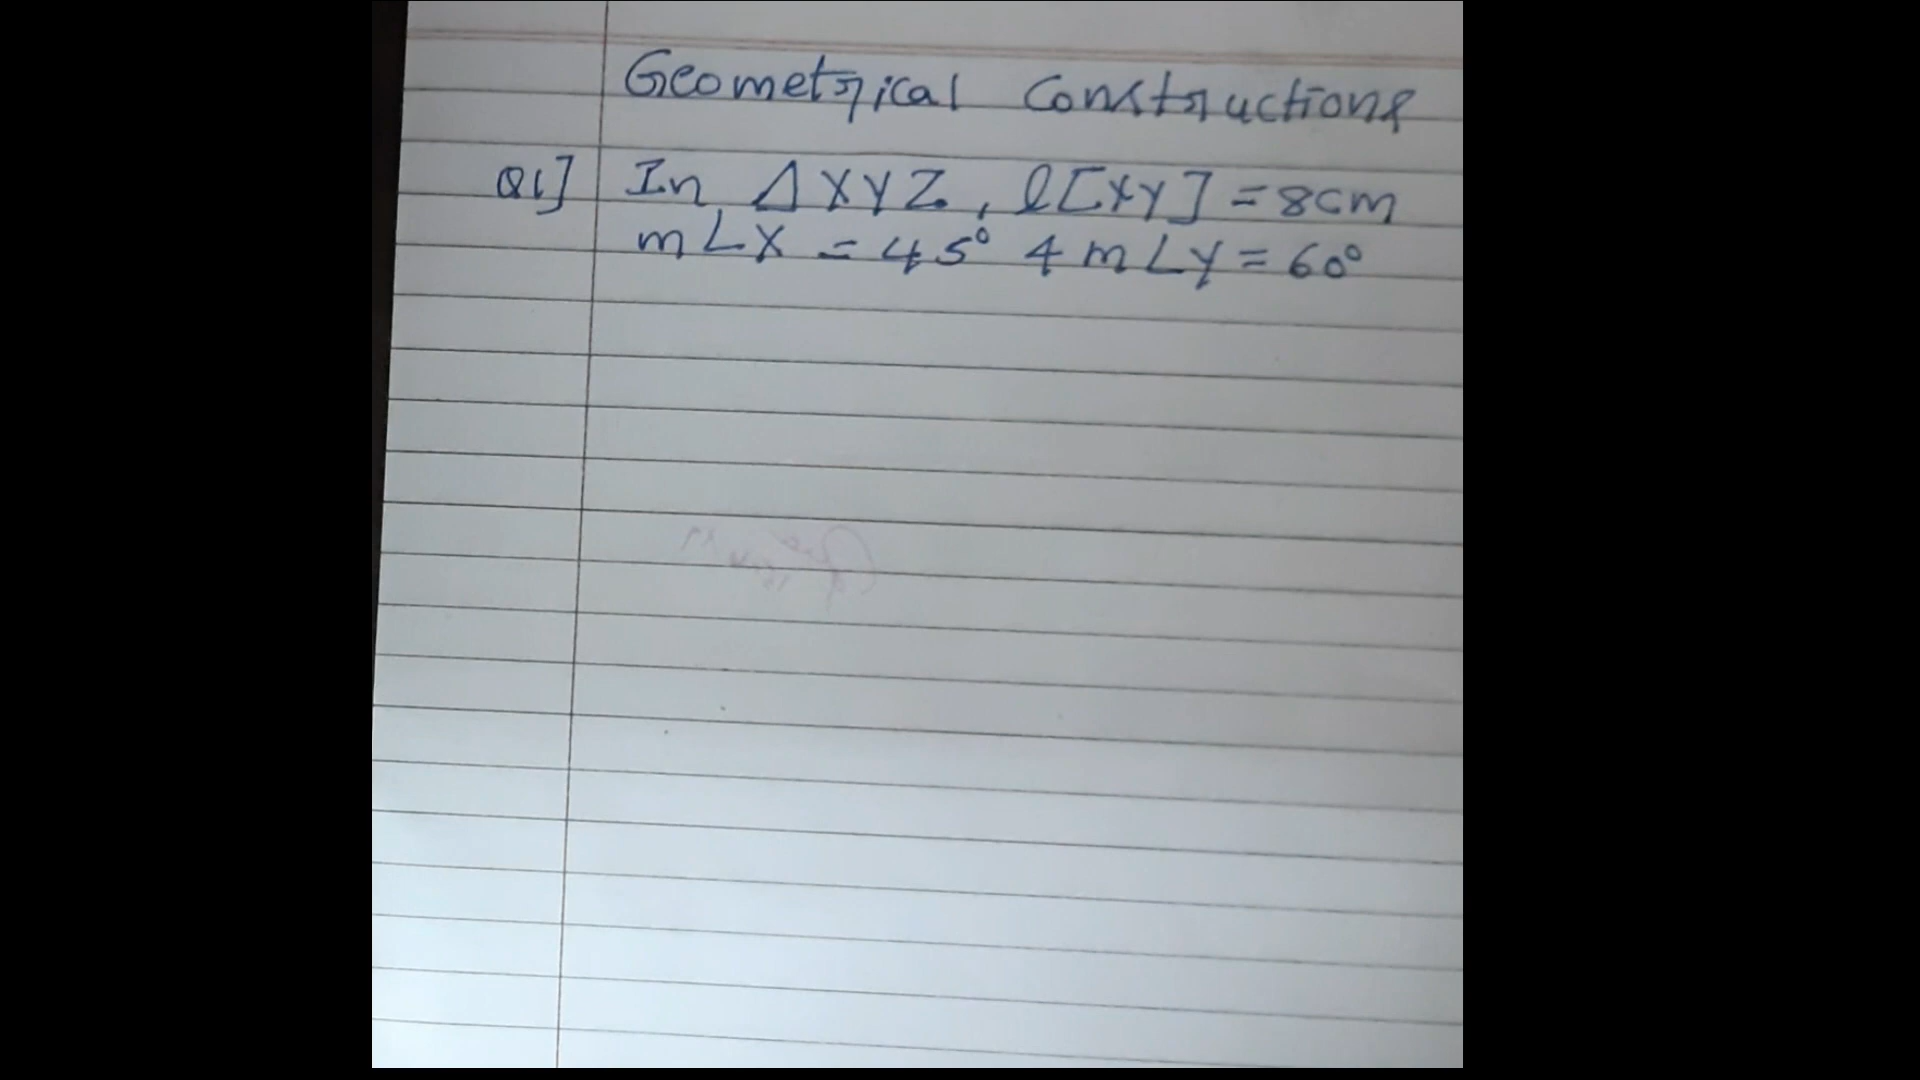 Geometrical Constructions
Q1] In △XYZ, l[XY] = 8cm
m∠X = 45° 4 m∠Y = 60°